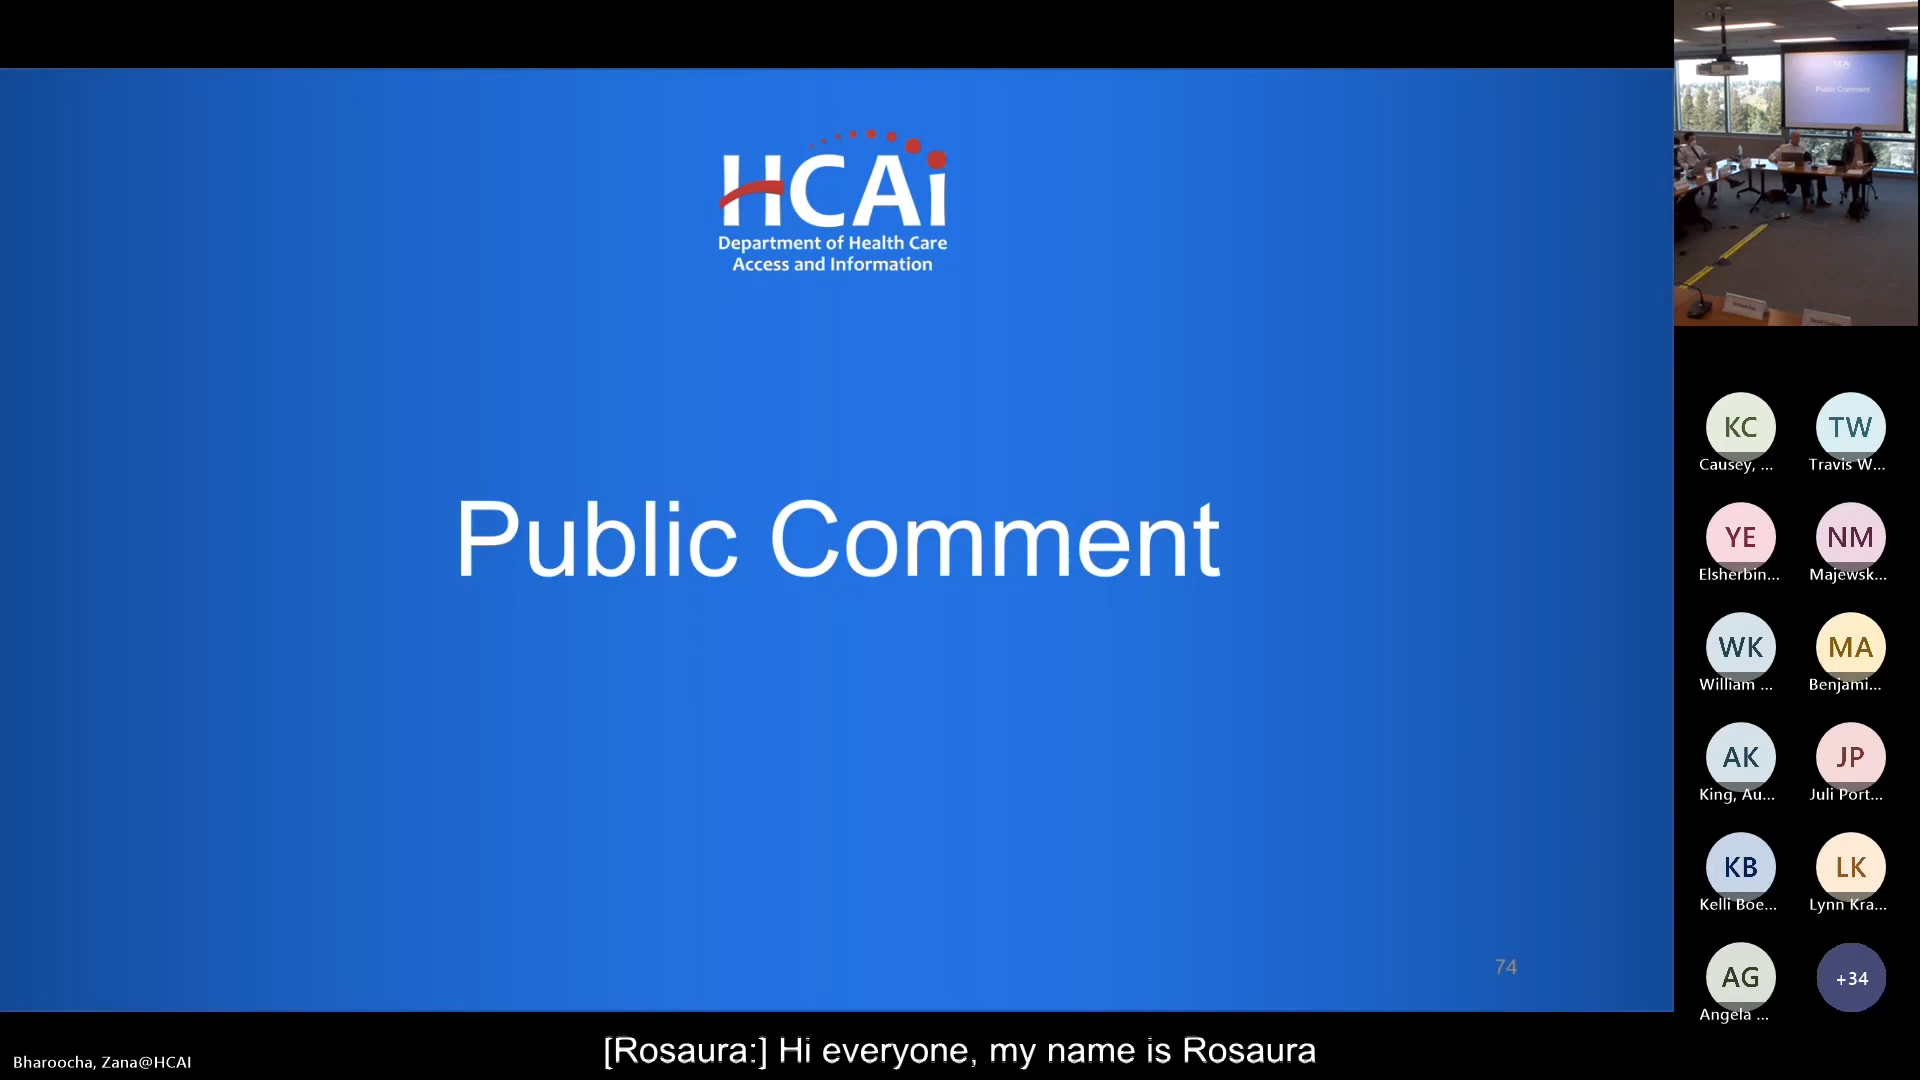 HCAi
Department of Health Care
Access and Information
Public Comment
74
Public Comment
KC
Causey, ...
TW
Travis W...
YE
Elsherbin...
NM
Majewsk...
WK
William ...
MA
Benjami...
AK
King, Au...
JP
Juli Port...
KB
Kelli Boe...
LK
Lynn Kra...
AG
Angela ...
+34
[Rosaura:] Hi everyone, my name is Rosaura
Bharoocha, Zana@HCAI